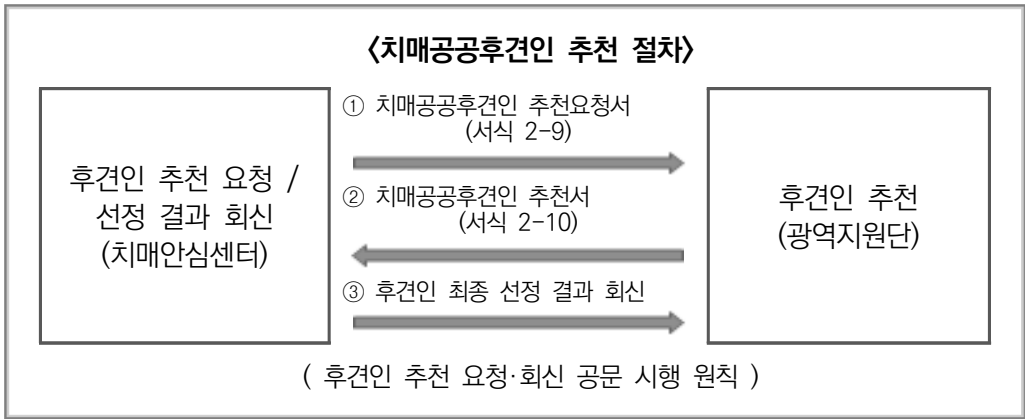 〈치매공공후견인 추천 절차〉
후견인 추천 요청 /
선정 결과 회신
(치매안심센터)
① 치매공공후견인 추천요청서
(서식 2-9)
② 치매공공후견인 추천서
(서식 2-10)
③ 후견인 최종 선정 결과 회신
후견인 추천
(광역지원단)
( 후견인 추천 요청·회신 공문 시행 원칙 )